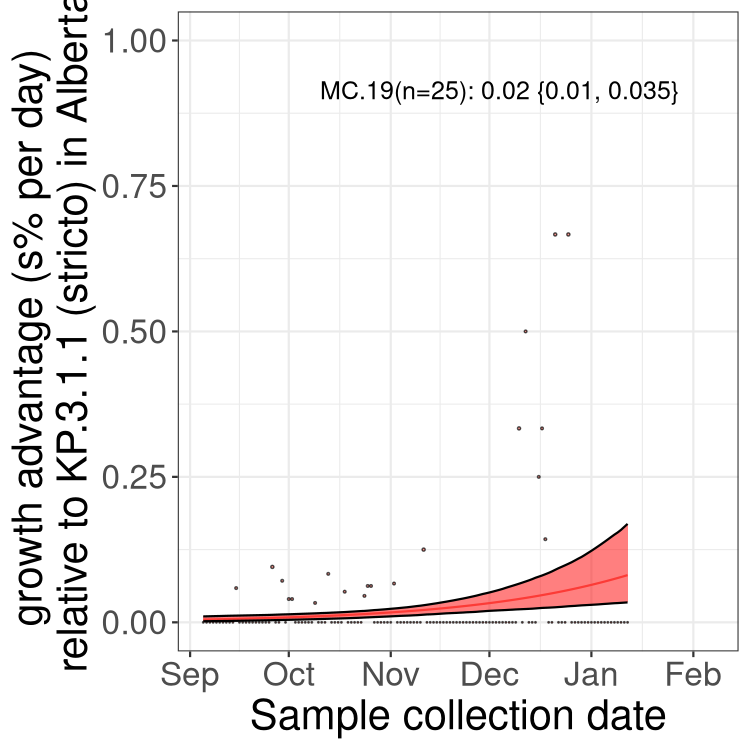 growth advantage (s% per day)
relative to KP.3.1.1 (stricto) in Alberta
1.00
0.75
0.50
0.25
0.00
MC.19(n=25): 0.02 {0.01, 0.035}
Sep Oct Nov Dec Jan Feb
Sample collection date